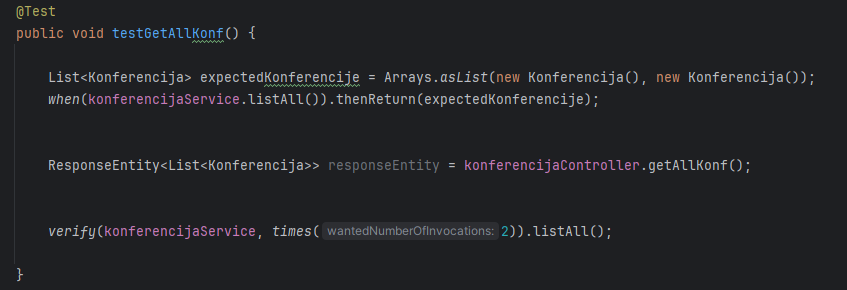 @Test
public void testGetAllKonf() {
List<Konferencija> expectedKonferencije = Arrays.asList(new Konferencija(), new Konferencija());
when(konferencijaService.listAll()).thenReturn(expectedKonferencije);
ResponseEntity<List<Konferencija>> responseEntity = konferencijaController.getAllKonf();
verify(konferencijaService, times( wantedNumberOfInvocations: 2)).listAll();
}